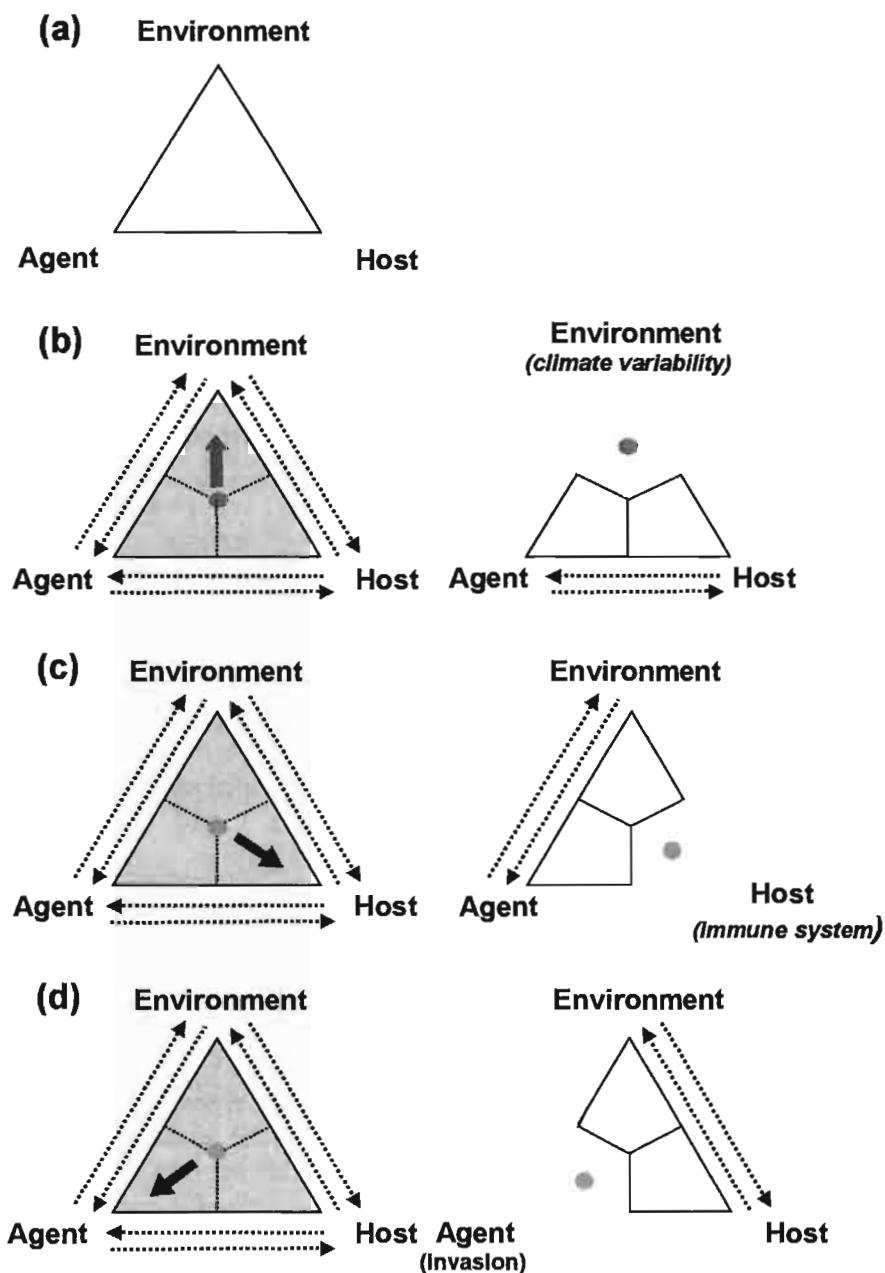 (a) Environment
Agent Host
(b) Environment Environment
(climate variability)
Agent Host Agent Host
(c) Environment Environment
Agent Host Agent Host
(Immune system)
(d) Environment Environment
Agent Host Agent Host
(Invasion)